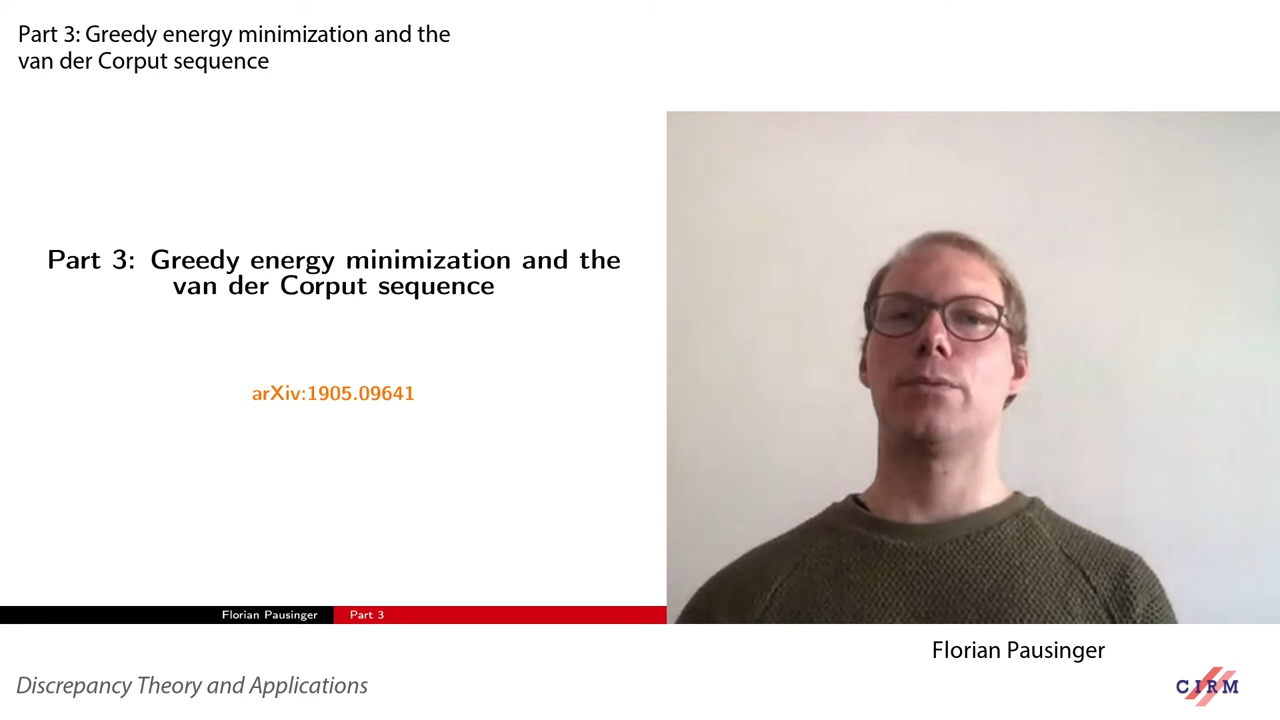 Part 3: Greedy energy minimization and the
van der Corput sequence
Part 3: Greedy energy minimization and the
van der Corput sequence
arXiv:1905.09641
Florian Pausinger
Part 3
Florian Pausinger
Discrepancy Theory and Applications
CIRM